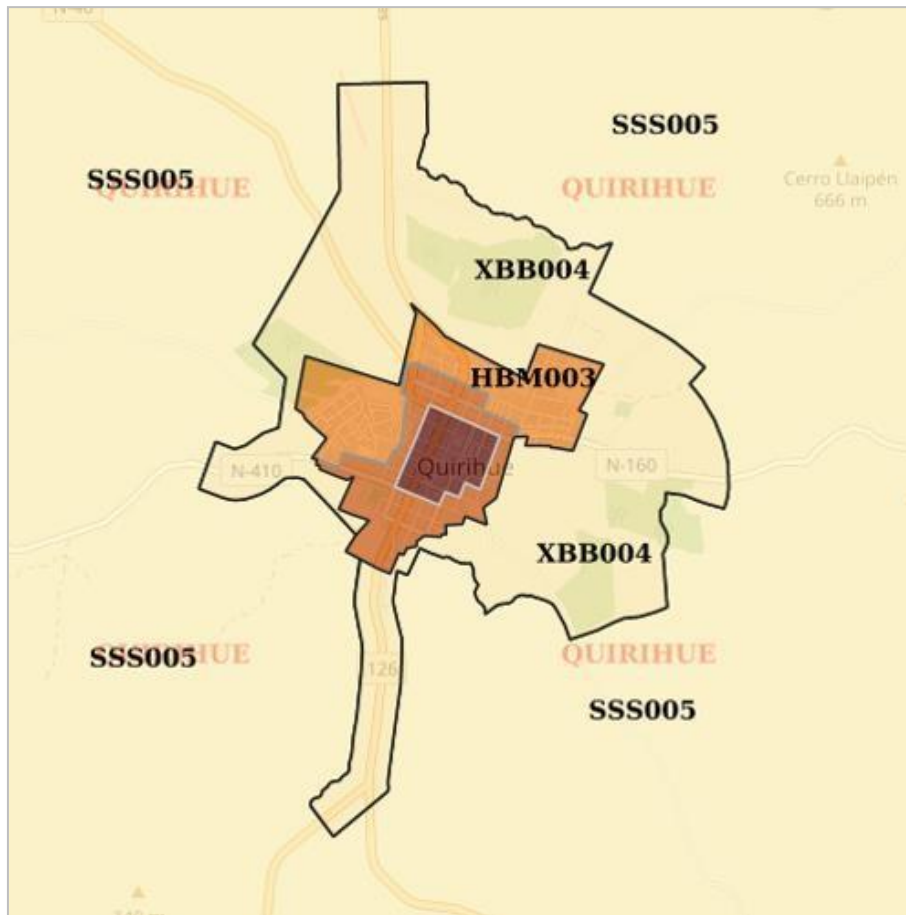 SSS005
SSS005
QUIRIHUE
QUIRIHUE
Cerro Llaipén
666 m
XBB004
HBM003
Quirihue
N-410
N-160
XBB004
SSS005
QUIRIHUE
QUIRIHUE
126
SSS005